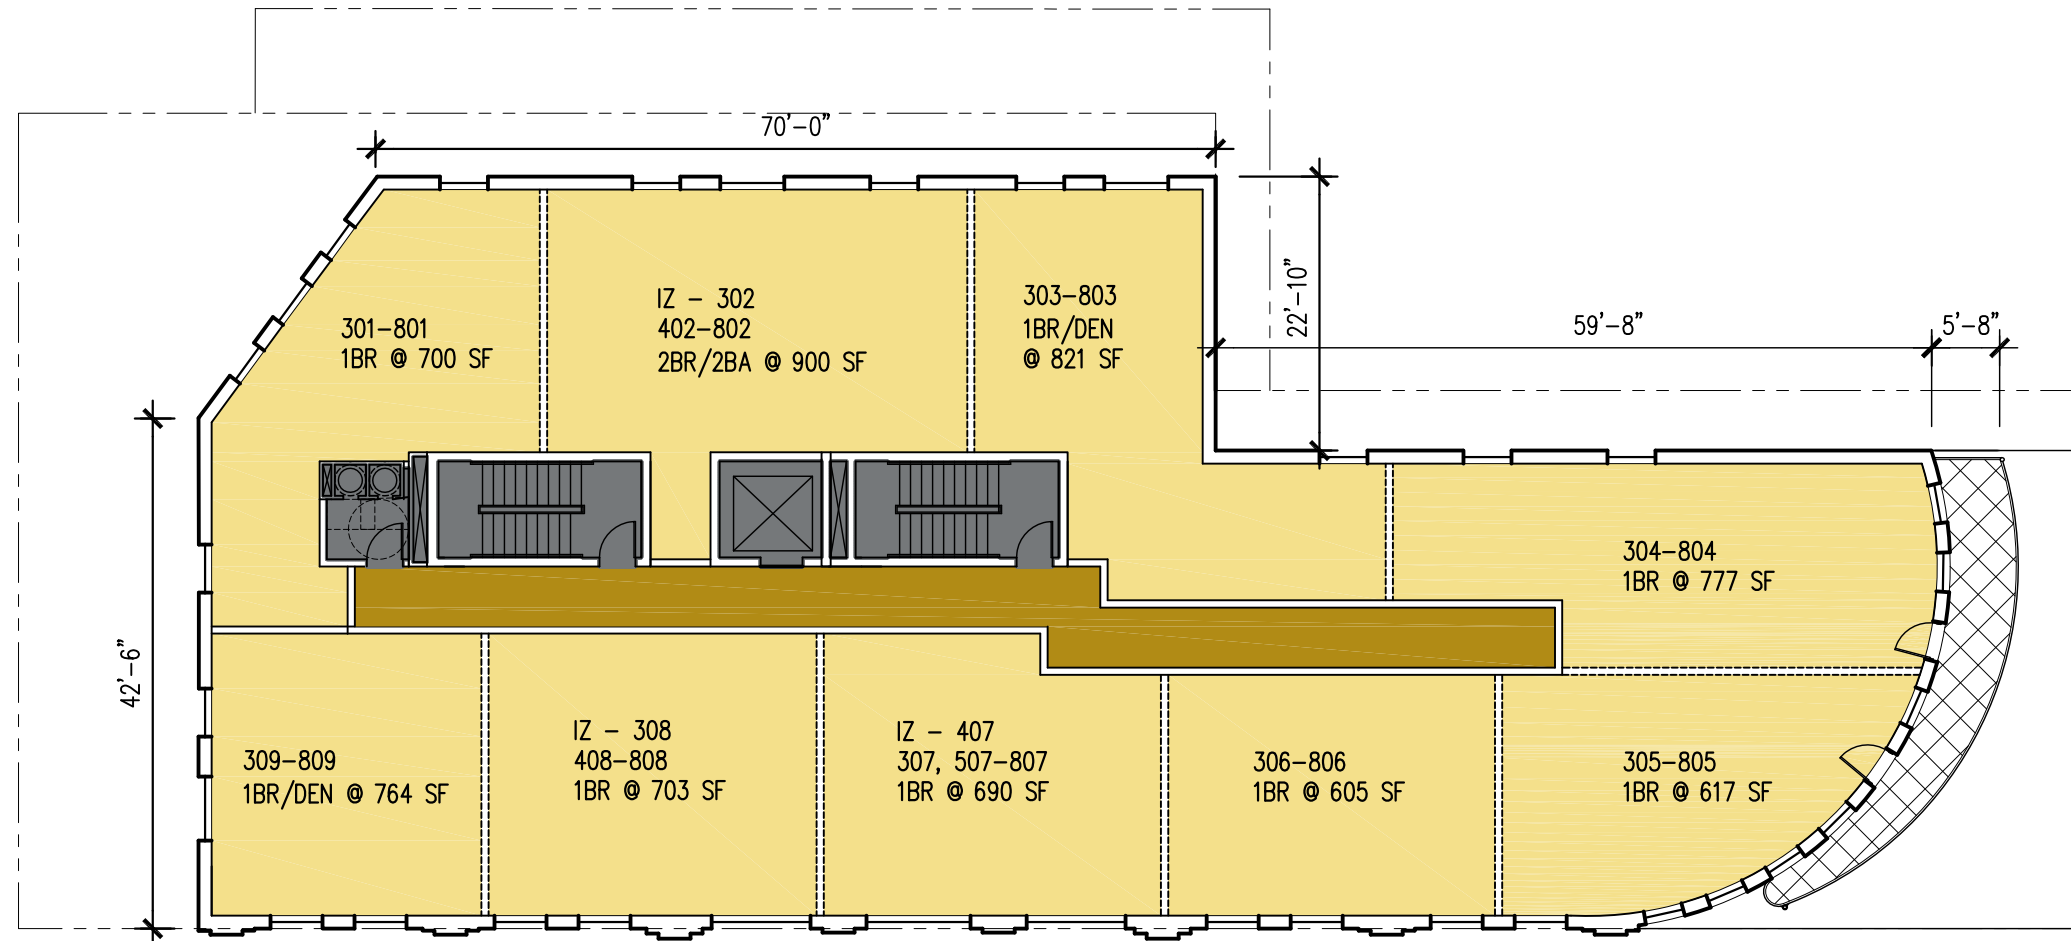 70'-0"
22'-10"
59'-8"
5'-8"
42'-6"
301-801
1BR @ 700 SF
IZ - 302
402-802
2BR/2BA @ 900 SF
303-803
1BR/DEN
@ 821 SF
304-804
1BR @ 777 SF
309-809
1BR/DEN @ 764 SF
IZ - 308
408-808
1BR @ 703 SF
IZ - 407
307, 507-807
1BR @ 690 SF
306-806
1BR @ 605 SF
305-805
1BR @ 617 SF